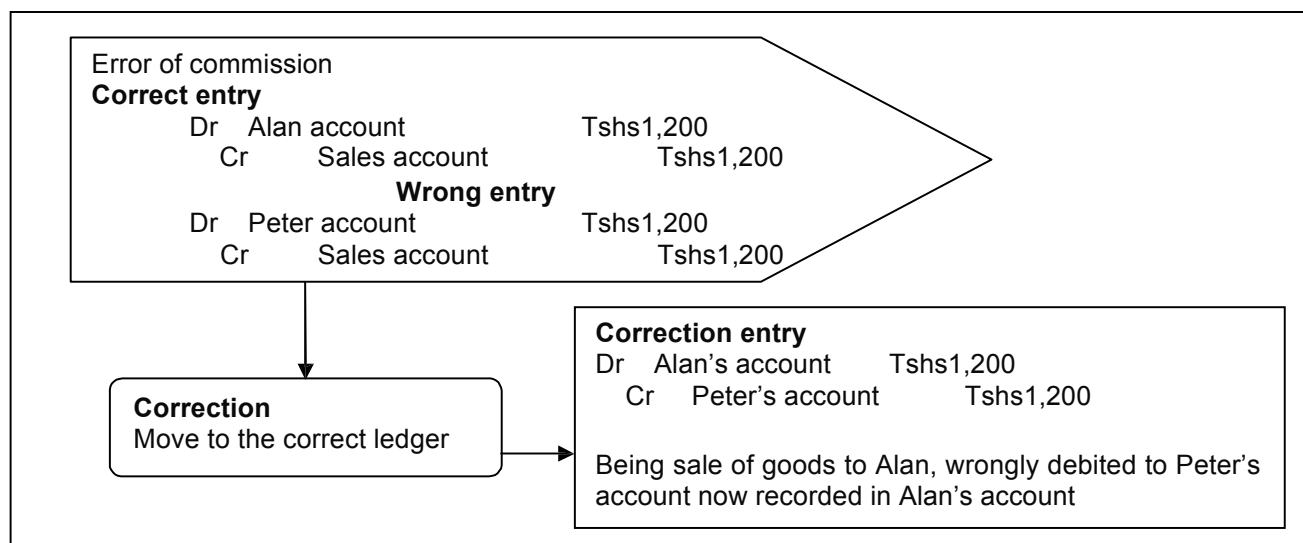 Error of commission
Correct entry
Dr Alan account Tshs1,200
Cr Sales account Tshs1,200
Wrong entry
Dr Peter account Tshs1,200
Cr Sales account Tshs1,200
Correction
Move to the correct ledger
Correction entry
Dr Alan’s account Tshs1,200
Cr Peter’s account Tshs1,200
Being sale of goods to Alan, wrongly debited to Peter’s
account now recorded in Alan’s account